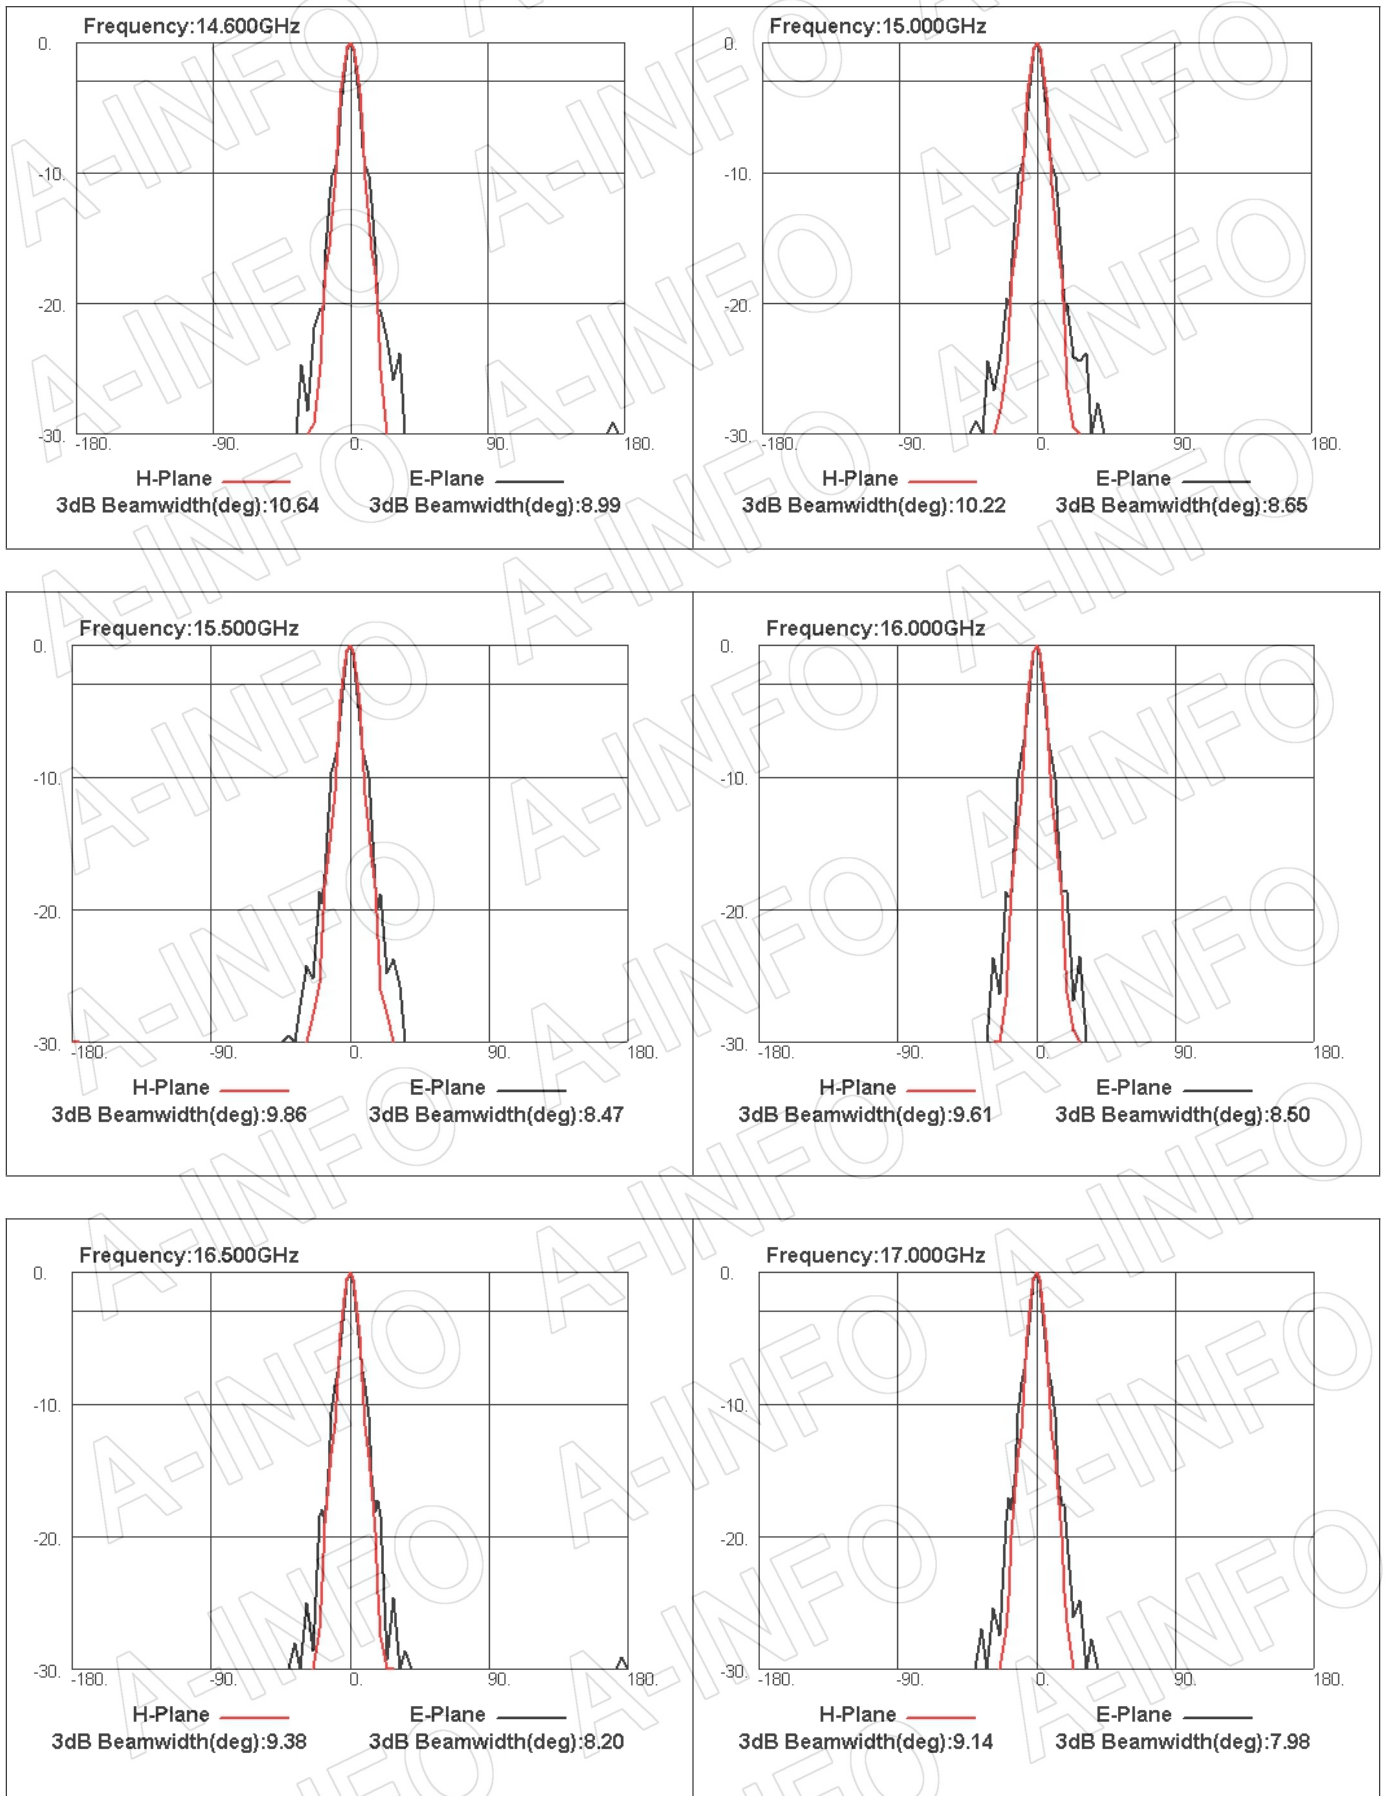 Frequency:14.600GHz
0.
-10.
-20.
-30.
-180. -90. 0. 90. 180.
H-Plane E-Plane
3dB Beamwidth(deg):10.64 3dB Beamwidth(deg):8.99
Frequency:15.000GHz
0.
-10.
-20.
-30.
-180. -90. 0. 90. 180.
H-Plane E-Plane
3dB Beamwidth(deg):10.22 3dB Beamwidth(deg):8.65
Frequency:15.500GHz
0.
-10.
-20.
-30.
-180. -90. 0. 90. 180.
H-Plane E-Plane
3dB Beamwidth(deg):9.86 3dB Beamwidth(deg):8.47
Frequency:16.000GHz
0.
-10.
-20.
-30.
-180. -90. 0. 90. 180.
H-Plane E-Plane
3dB Beamwidth(deg):9.61 3dB Beamwidth(deg):8.50
Frequency:16.500GHz
0.
-10.
-20.
-30.
-180. -90. 0. 90. 180.
H-Plane E-Plane
3dB Beamwidth(deg):9.38 3dB Beamwidth(deg):8.20
Frequency:17.000GHz
0.
-10.
-20.
-30.
-180. -90. 0. 90. 180.
H-Plane E-Plane
3dB Beamwidth(deg):9.14 3dB Beamwidth(deg):7.98
A-INFO